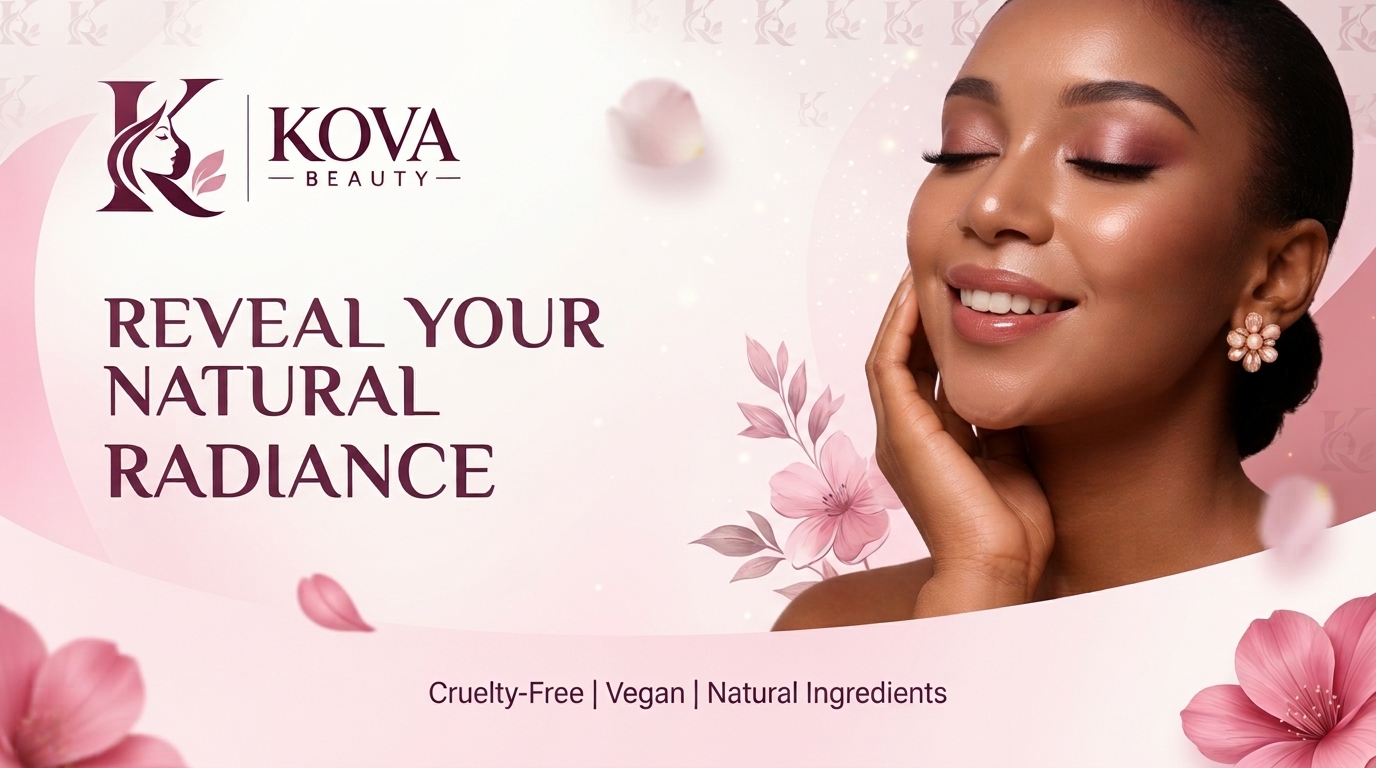 KOVA
BEAUTY
REVEAL YOUR
NATURAL
RADIANCE
Cruelty-Free | Vegan | Natural Ingredients